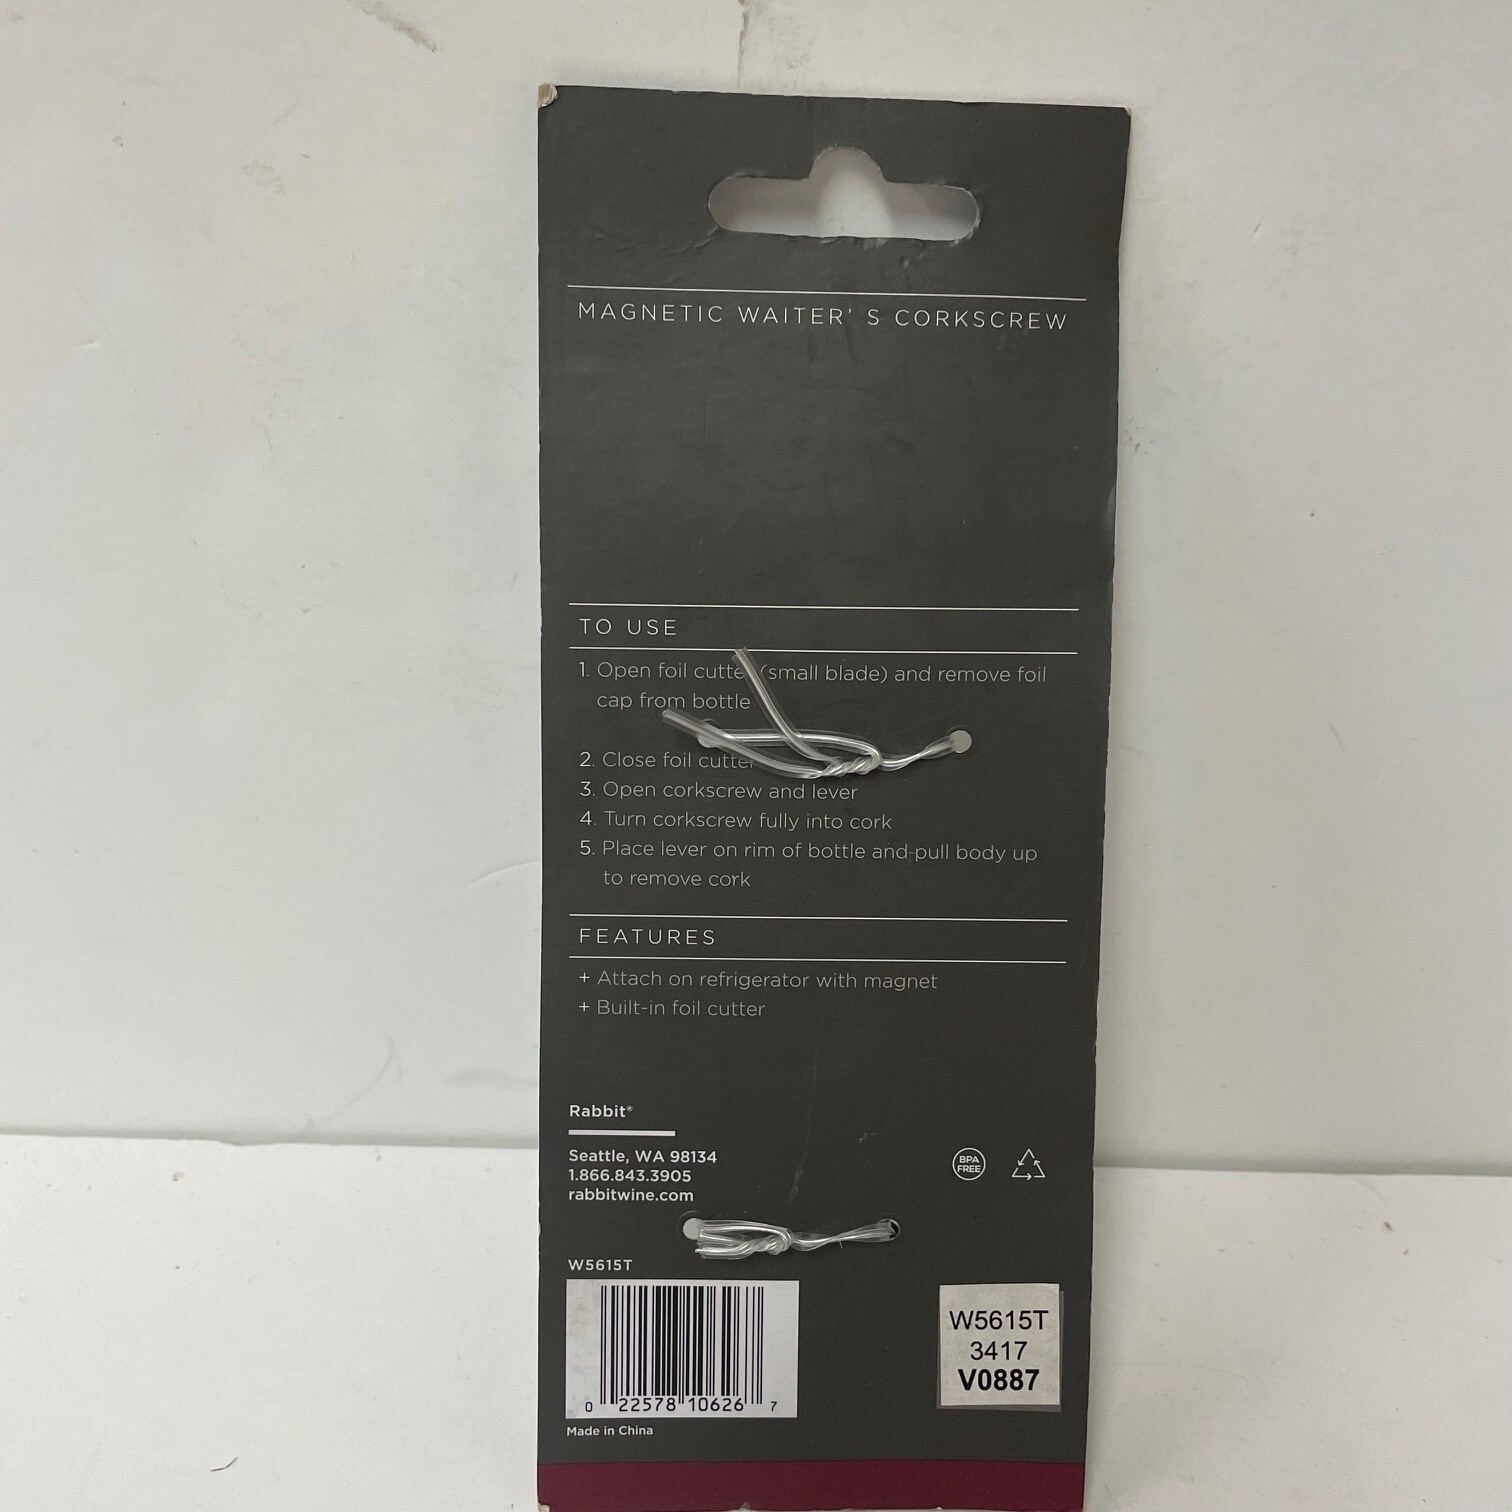 MAGNETIC WAITER' S CORKSCREW
TO USE
1. Open foil cutter (small blade) and remove foil
cap from bottle
2. Close foil cutter
3. Open corkscrew and lever
4. Turn corkscrew fully into cork
5. Place lever on rim of bottle and pull body up
to remove cork
FEATURES
+ Attach on refrigerator with magnet
+ Built-in foil cutter
Rabbit®
Seattle, WA 98134
1.866.843.3905
rabbitwine.com
BPA
FREE
W5615T
0 22578 10626 7
Made in China
W5615T
3417
V0887